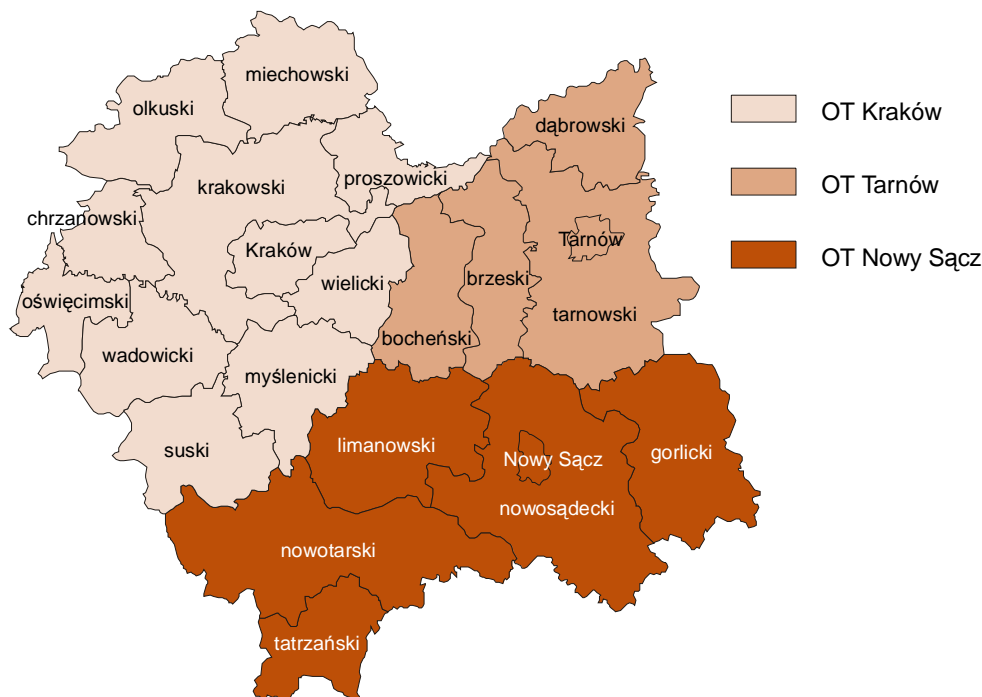 miechowski
olkuski
dąbrowski
OT Kraków
proszowicki
krakowski
OT Tarnów
chrzanowski
Kraków
Tarnów
OT Nowy Sącz
wielicki
brzeski
oświęcimski
tarnowski
bocheński
wadowicki
myślenicki
suski
limanowski
Nowy Sącz
gorlicki
nowosądecki
nowotarski
tatrzański